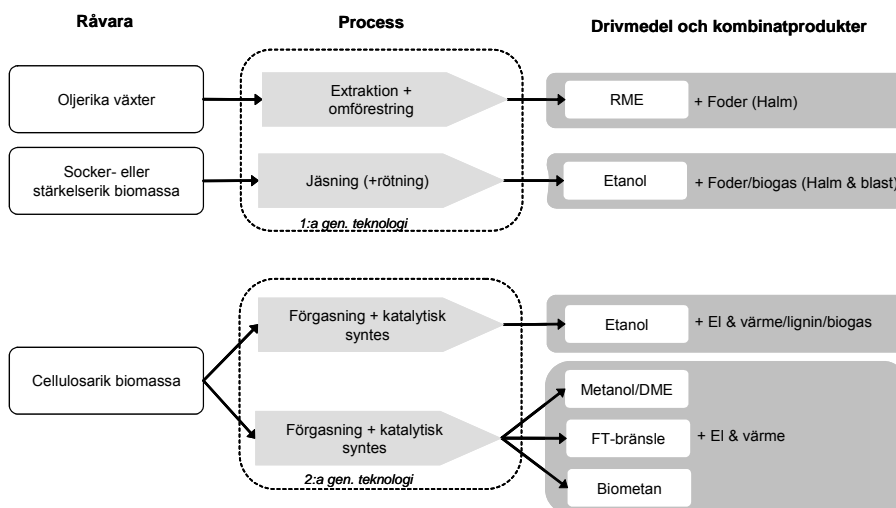 Råvara
Process
Drivmedel och kombinatprodukter
Oljerika växter
Extraktion +
omförestring
RME
+ Foder (Halm)
Socker- eller
stärkelserik biomassa
Jäsning (+rötning)
Etanol
+ Foder/biogas (Halm & blast)
1:a gen. teknologi
Cellulosarik biomassa
Förgasning + katalytisk
syntes
Etanol
+ El & värme/lignin/biogas
Förgasning + katalytisk
syntes
Metanol/DME
FT-bränsle
Biometan
+ El & värme
2:a gen. teknologi